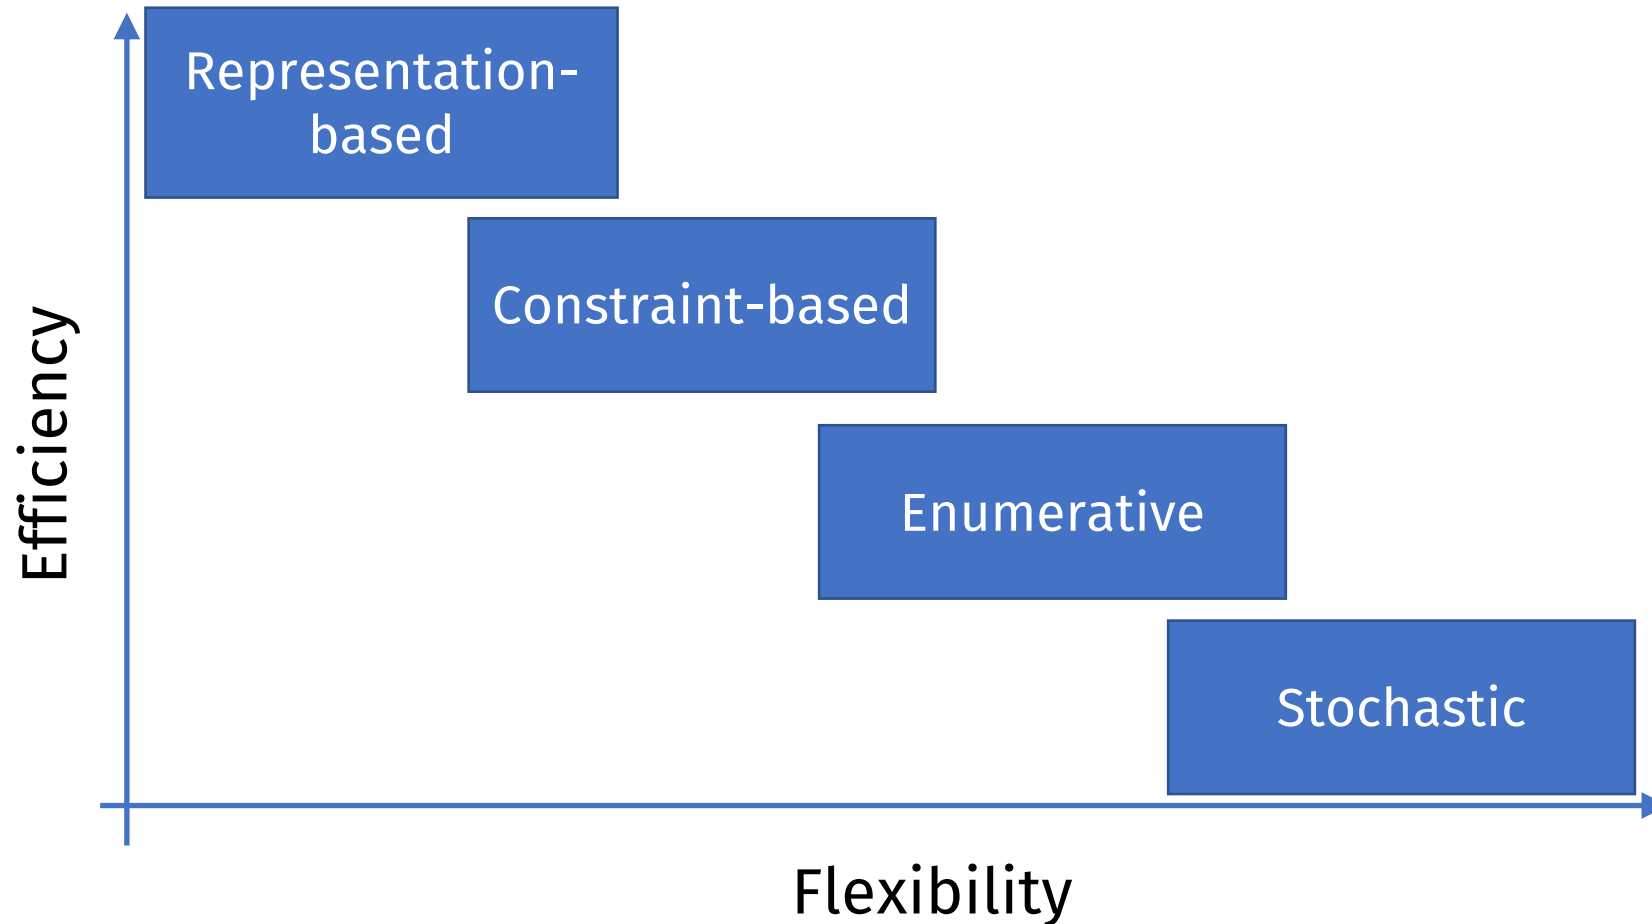 Representation-
based
Constraint-based
Enumerative
Stochastic
Efficiency
Flexibility